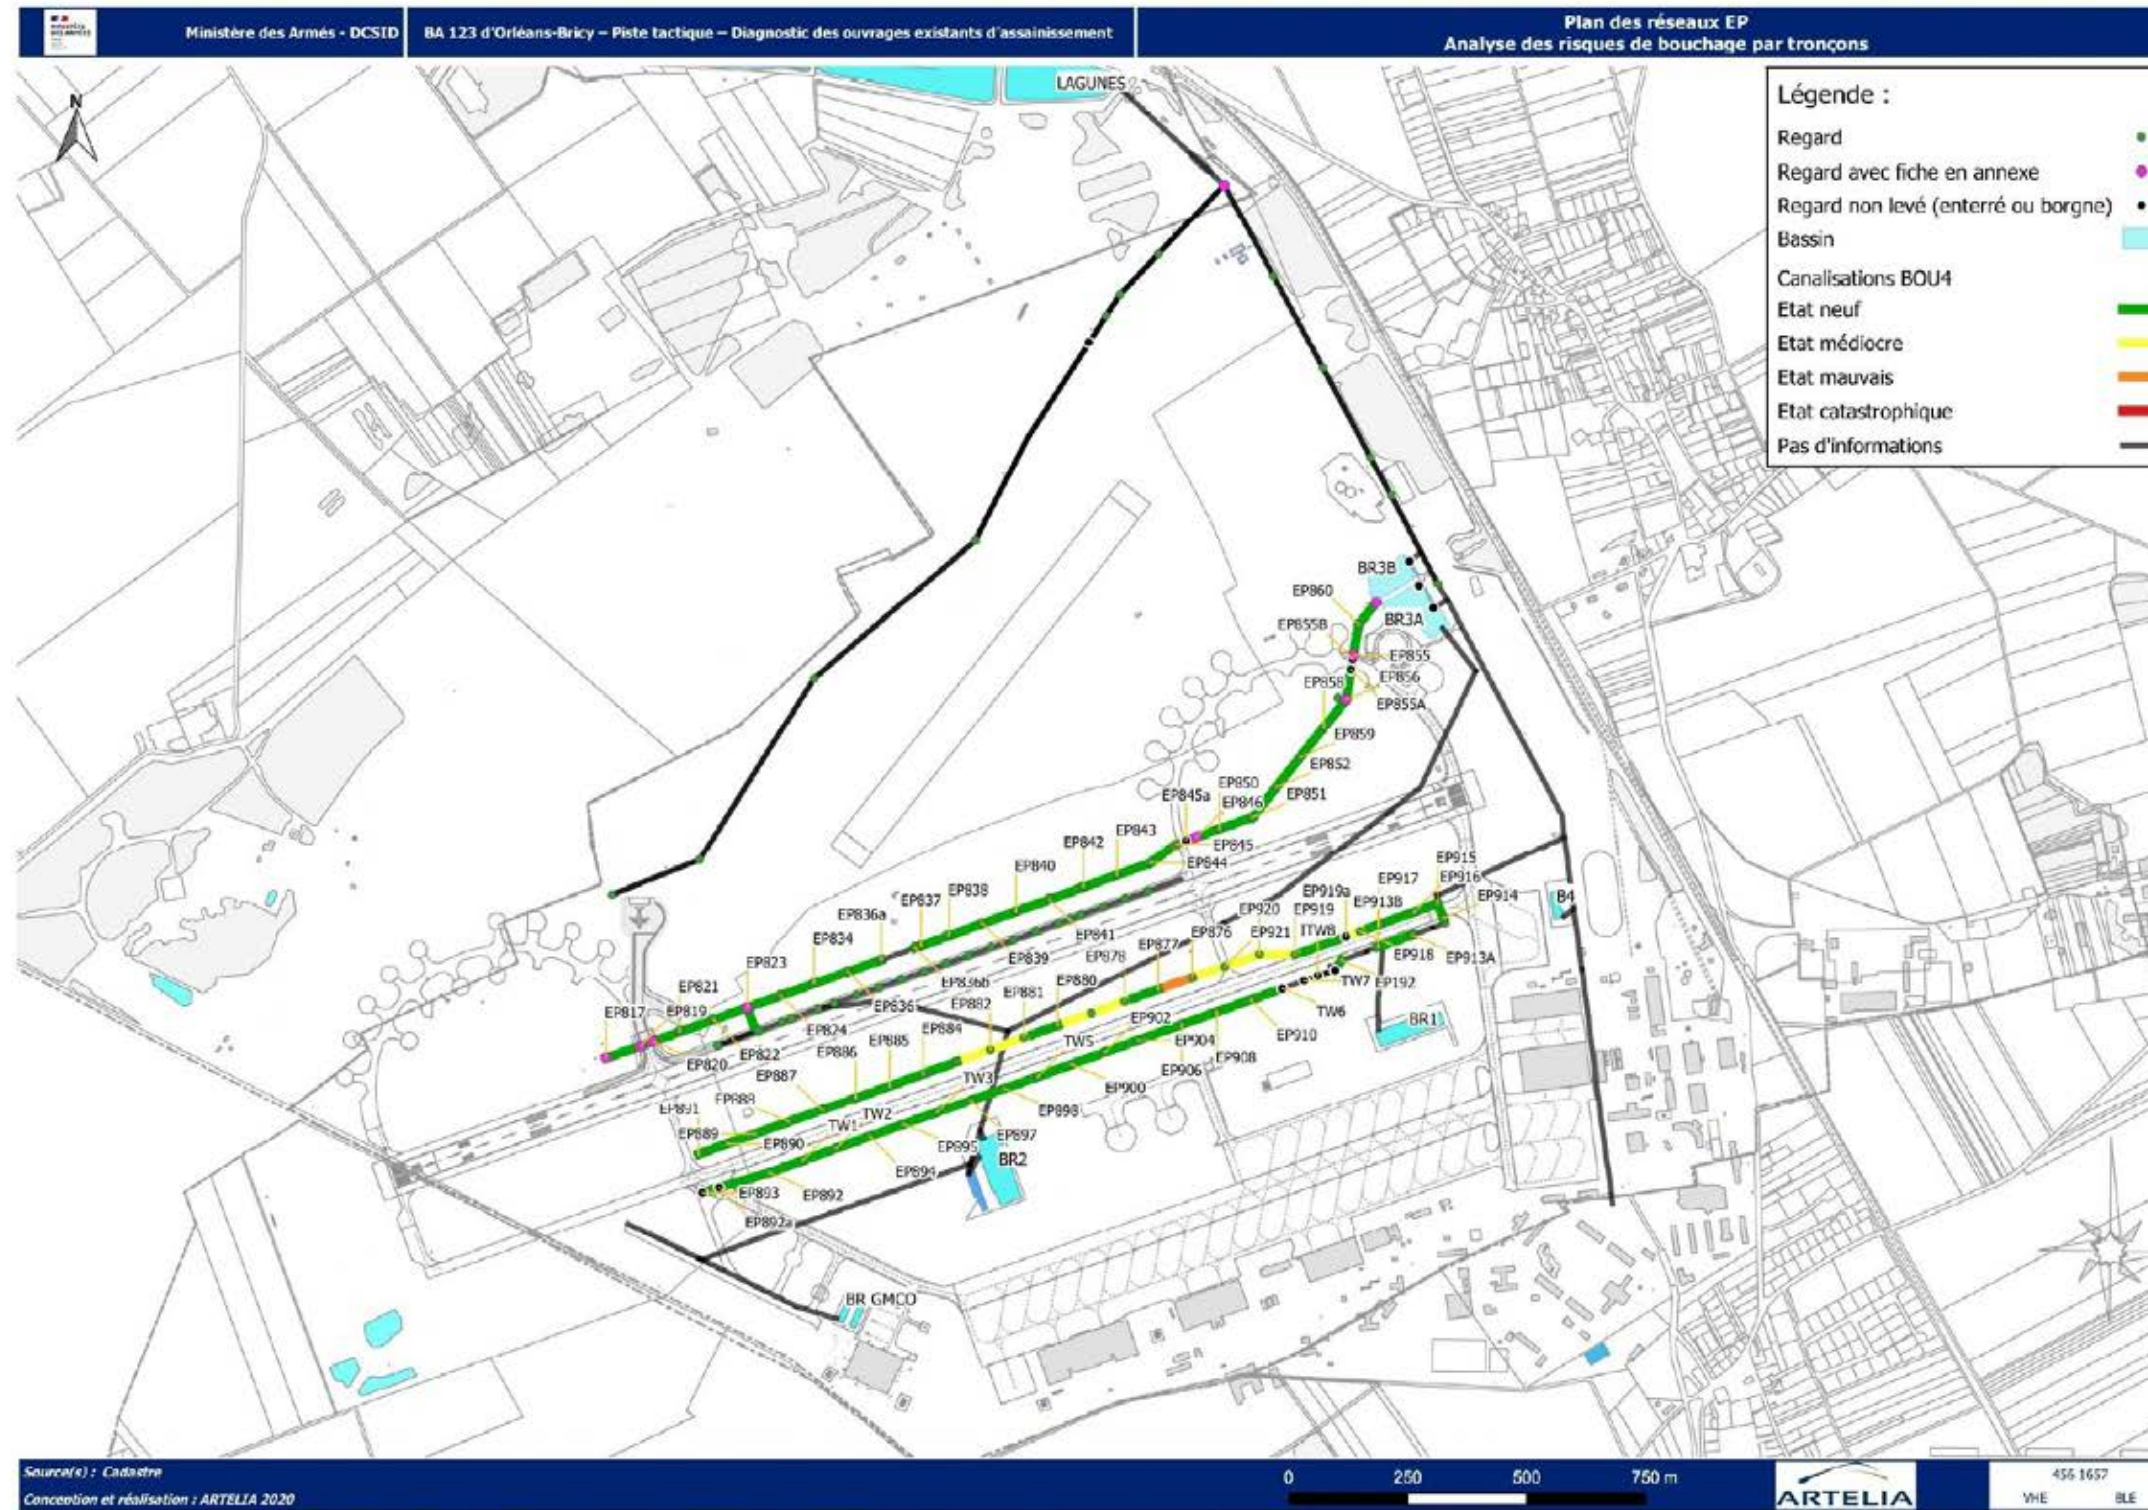 Ministère des Armés - DCSID
BA 123 d'Orléans-Bricy – Piste tactique – Diagnostic des ouvrages existants d'assainissement
Plan des réseaux EP
Analyse des risques de bouchage par tronçons
N
LAGUNES
Légende :
Regard
Regard avec fiche en annexe
Regard non levé (enterré ou borgne)
Bassin
Canalisations BOU4
Etat neuf
Etat médiocre
Etat mauvais
Etat catastrophique
Pas d'informations
BR3B
EP860
BR3A
EP855B
EP855
EP856
EP858
EP855A
EP859
EP852
EP850
EP845a
EP846
EP851
EP843
EP842
EP845
EP844
EP840
EP915
EP916
EP917
EP838
EP837
EP919a
EP914
EP836a
EP920
EP919
EP913B
B4
EP876
ITW8
EP841
EP877
EP921
EP834
EP878
EP839
EP918
EP913A
EP823
EP836b
EP880
TW7
EP192
EP821
EP881
EP882
EP836
TW6
EP817
EP819
EP902
BR1
EP824
EP884
EP910
EP822
EP885
TW5
EP904
EP886
EP908
EP820
EP906
EP887
TW3
EP900
EP888
EP891
TW2
EP898
TW1
EP889
EP890
EP897
EP895
BR2
EP894
EP893
EP892
EP892a
BR GMCO
Source(s) : Cadastre
Conception et réalisation : ARTELIA 2020
0
250
500
750 m
ARTELIA
456 1657
VHE
BLE